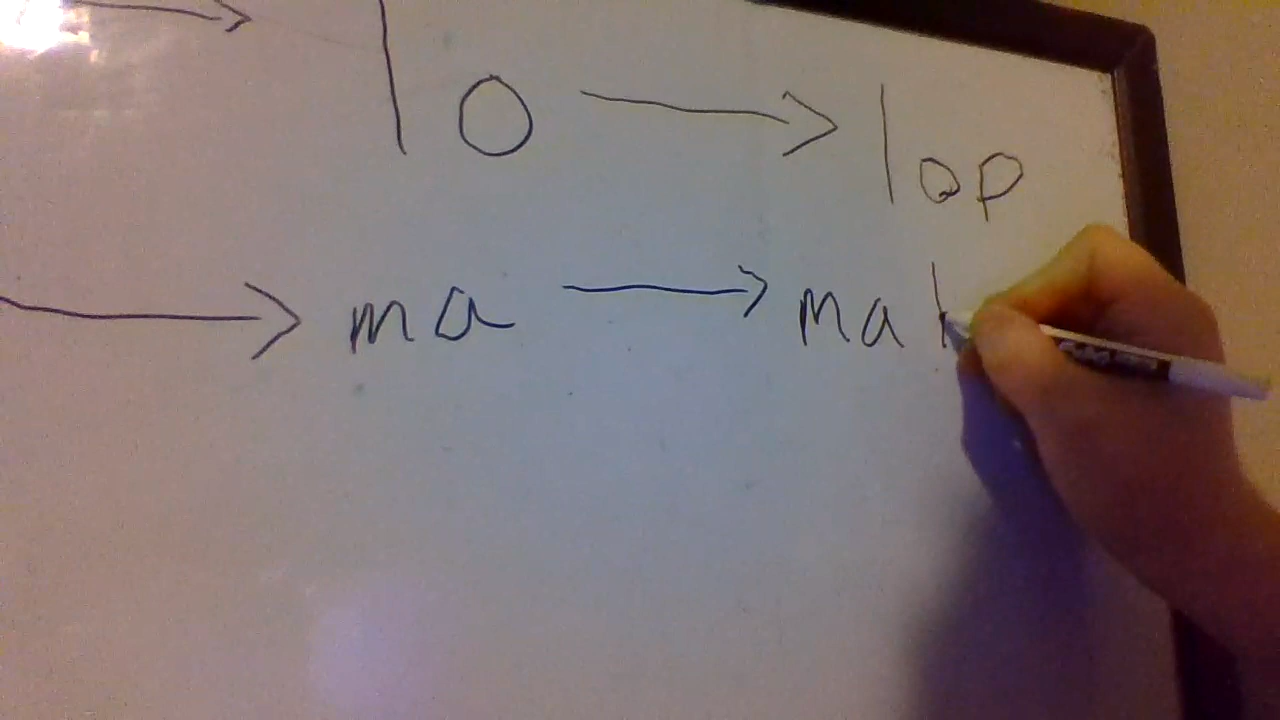 → lo → lop
→ ma → ma